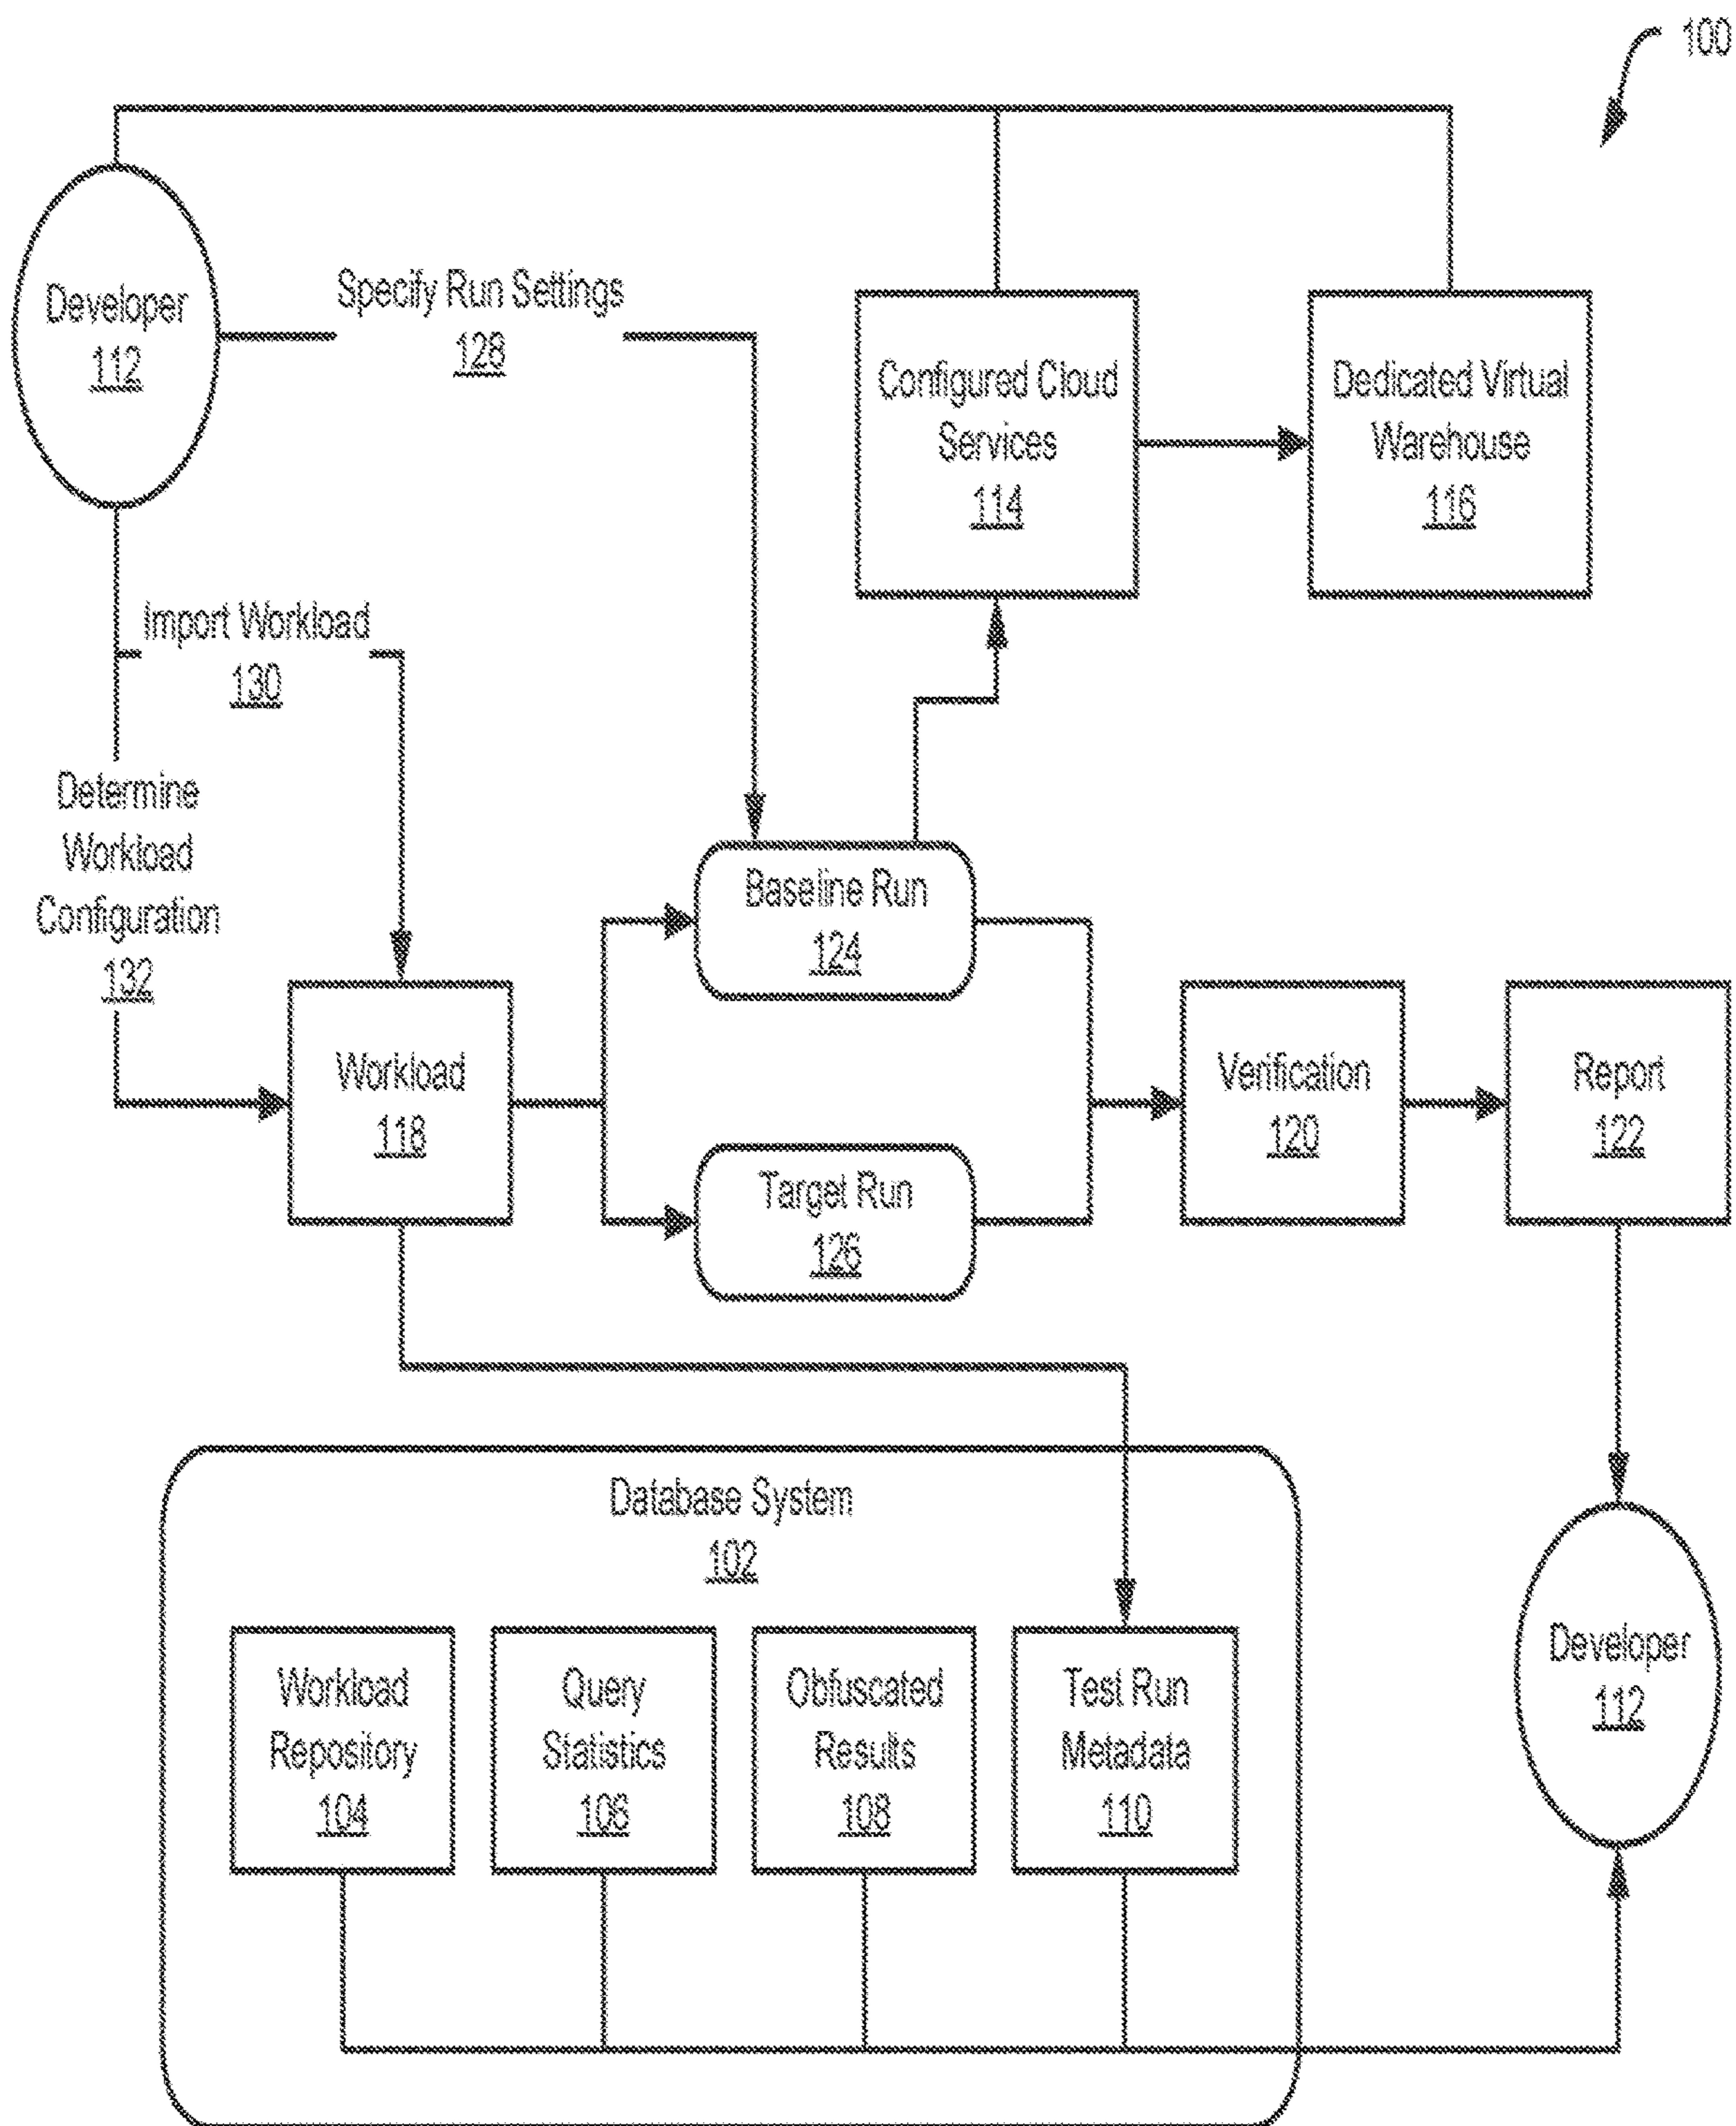 100
Developer
112
Specify Run Settings
128
Configured Cloud
Services
114
Dedicated Virtual
Warehouse
116
Import Workload
130
Determine
Workload
Configuration
132
Baseline Run
124
Workload
118
Target Run
126
Verification
120
Report
122
Database System
102
Workload
Repository
104
Query
Statistics
106
Obfuscated
Results
108
Test Run
Metadata
110
Developer
112